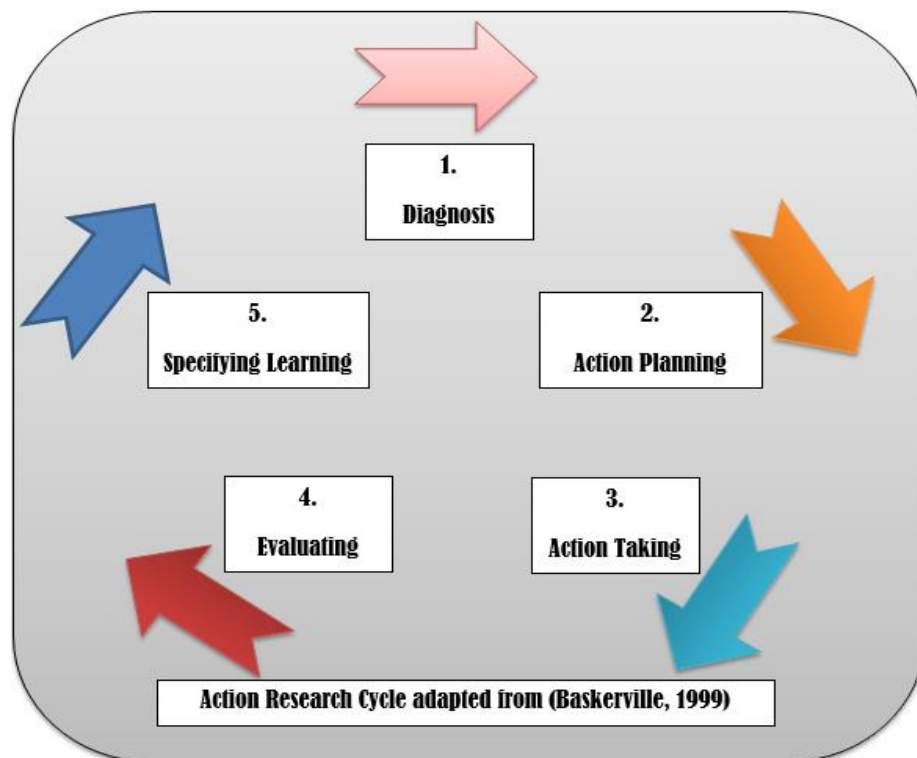 1.
Diagnosis
2.
Action Planning
3.
Action Taking
4.
Evaluating
5.
Specifying Learning
Action Research Cycle adapted from (Baskerville, 1999)